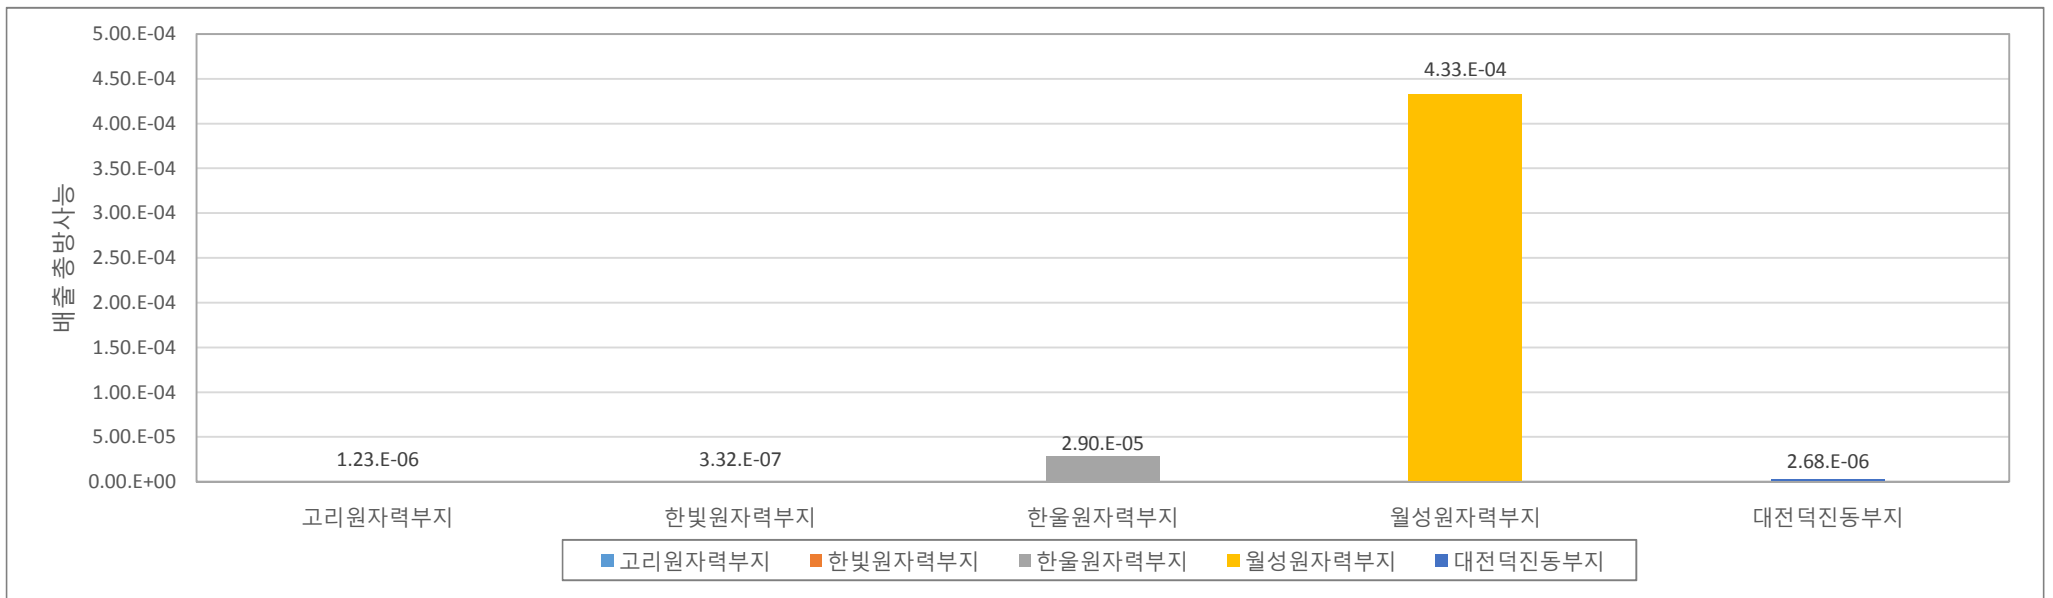 5.00.E-04
4.50.E-04
4.00.E-04
3.50.E-04
3.00.E-04
2.50.E-04
2.00.E-04
1.50.E-04
1.00.E-04
5.00.E-05
0.00.E+00
배출 총방사능
1.23.E-06
3.32.E-07
2.90.E-05
4.33.E-04
2.68.E-06
고리원자력부지 한빛원자력부지 한울원자력부지 월성원자력부지 대전덕진동부지
고리원자력부지 한빛원자력부지 한울원자력부지 월성원자력부지 대전덕진동부지